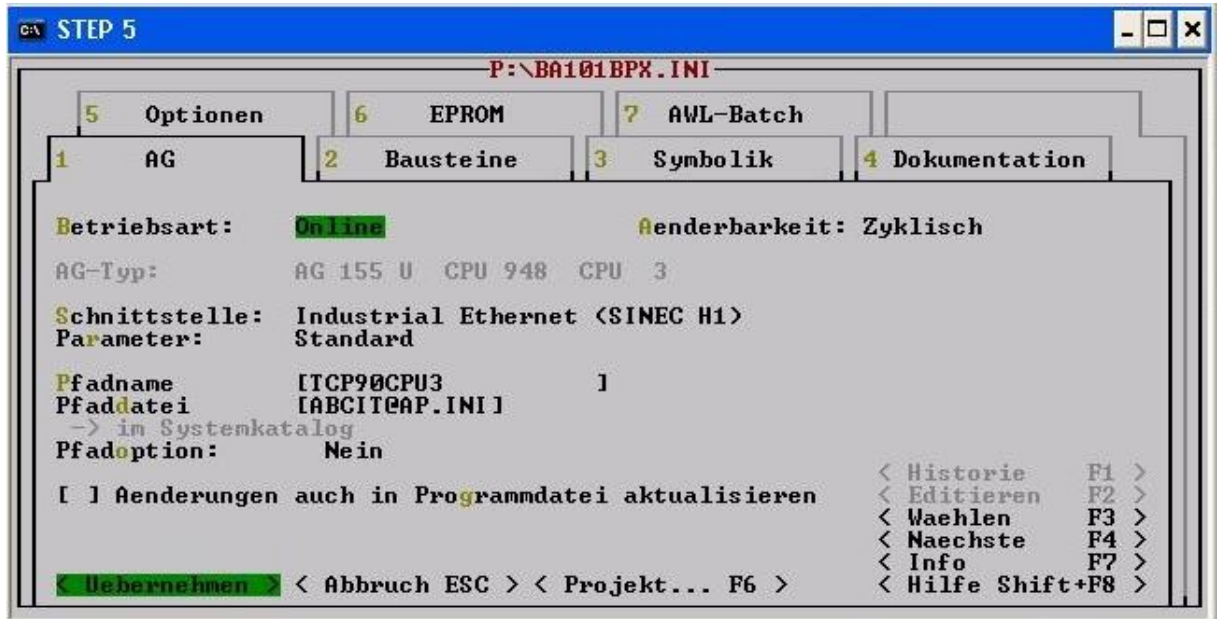 STEP 5
P:\BA101BPX.INI
5 Optionen 6 EPROM 7 AWL-Batch
1 AG 2 Bausteine 3 Symbolik 4 Dokumentation
Betriebsart: Online Aenderbarkeit: Zyklisch
AG-Typ: AG 155 U CPU 948 CPU 3
Schnittstelle: Industrial Ethernet (SINEC H1)
Parameter: Standard
Pfadname [TCP90CPU3 ]
Pfaddatei [ABCIT@AP.INI]
-> im Systemkatalog
Pfadoption: Nein
[ ] Aenderungen auch in Programmdatei aktualisieren
< Historie F1 >
< Editieren F2 >
< Waehlen F3 >
< Naechste F4 >
< Info F7 >
< Uebernehmen > < Abbruch ESC > < Projekt... F6 > < Hilfe Shift+F8 >